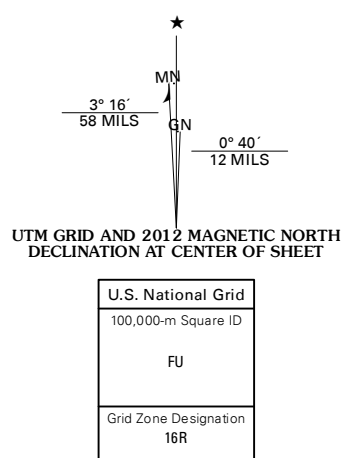 MN
3° 16´
58 MILS
GN
0° 40´
12 MILS
UTM GRID AND 2012 MAGNETIC NORTH
DECLINATION AT CENTER OF SHEET
U.S. National Grid
100,000-m Square ID
FU
Grid Zone Designation
16R